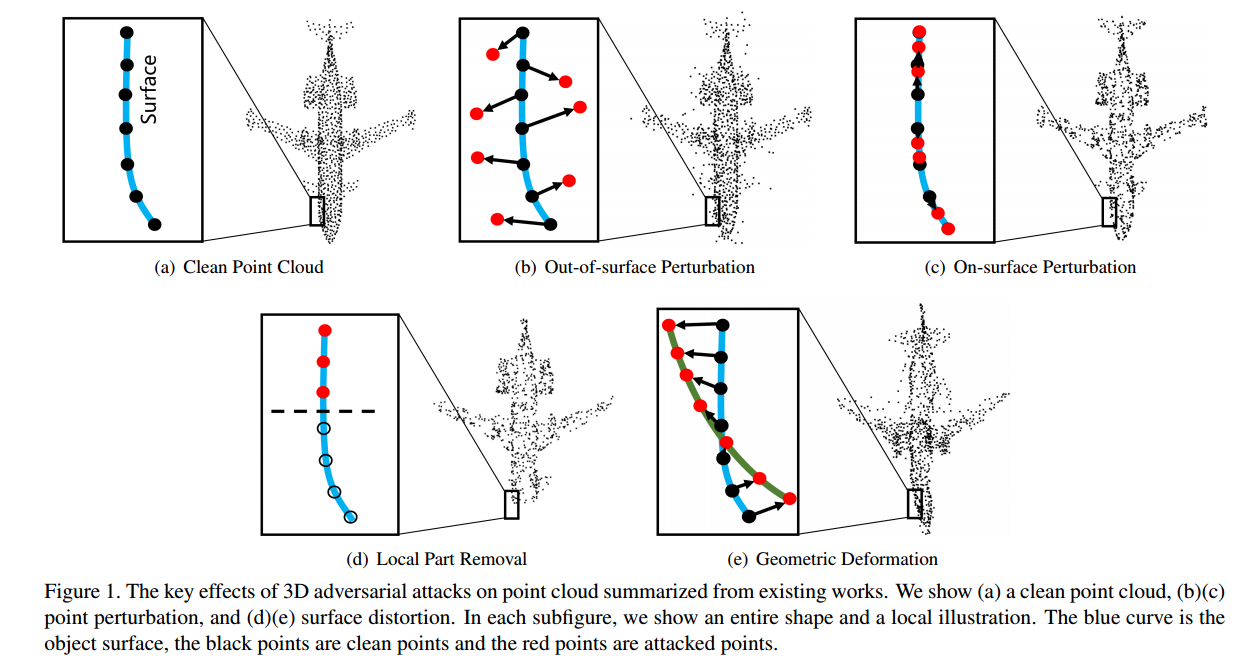 Surface
(a) Clean Point Cloud
(b) Out-of-surface Perturbation
(c) On-surface Perturbation
(d) Local Part Removal
(e) Geometric Deformation
Figure 1. The key effects of 3D adversarial attacks on point cloud summarized from existing works. We show (a) a clean point cloud, (b)(c)
point perturbation, and (d)(e) surface distortion. In each subfigure, we show an entire shape and a local illustration. The blue curve is the
object surface, the black points are clean points and the red points are attacked points.